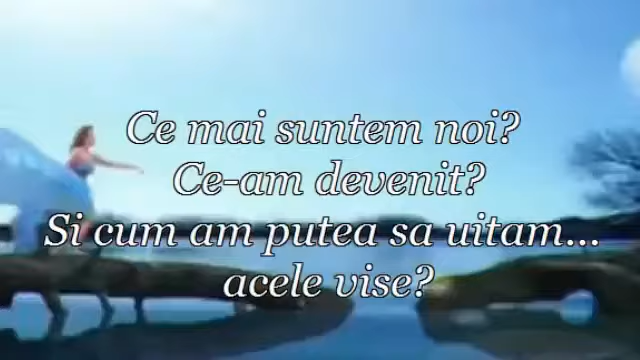 Ce mai suntem noi?
Ce-am devenit?
Si cum am putea sa uitam...
acele vise?